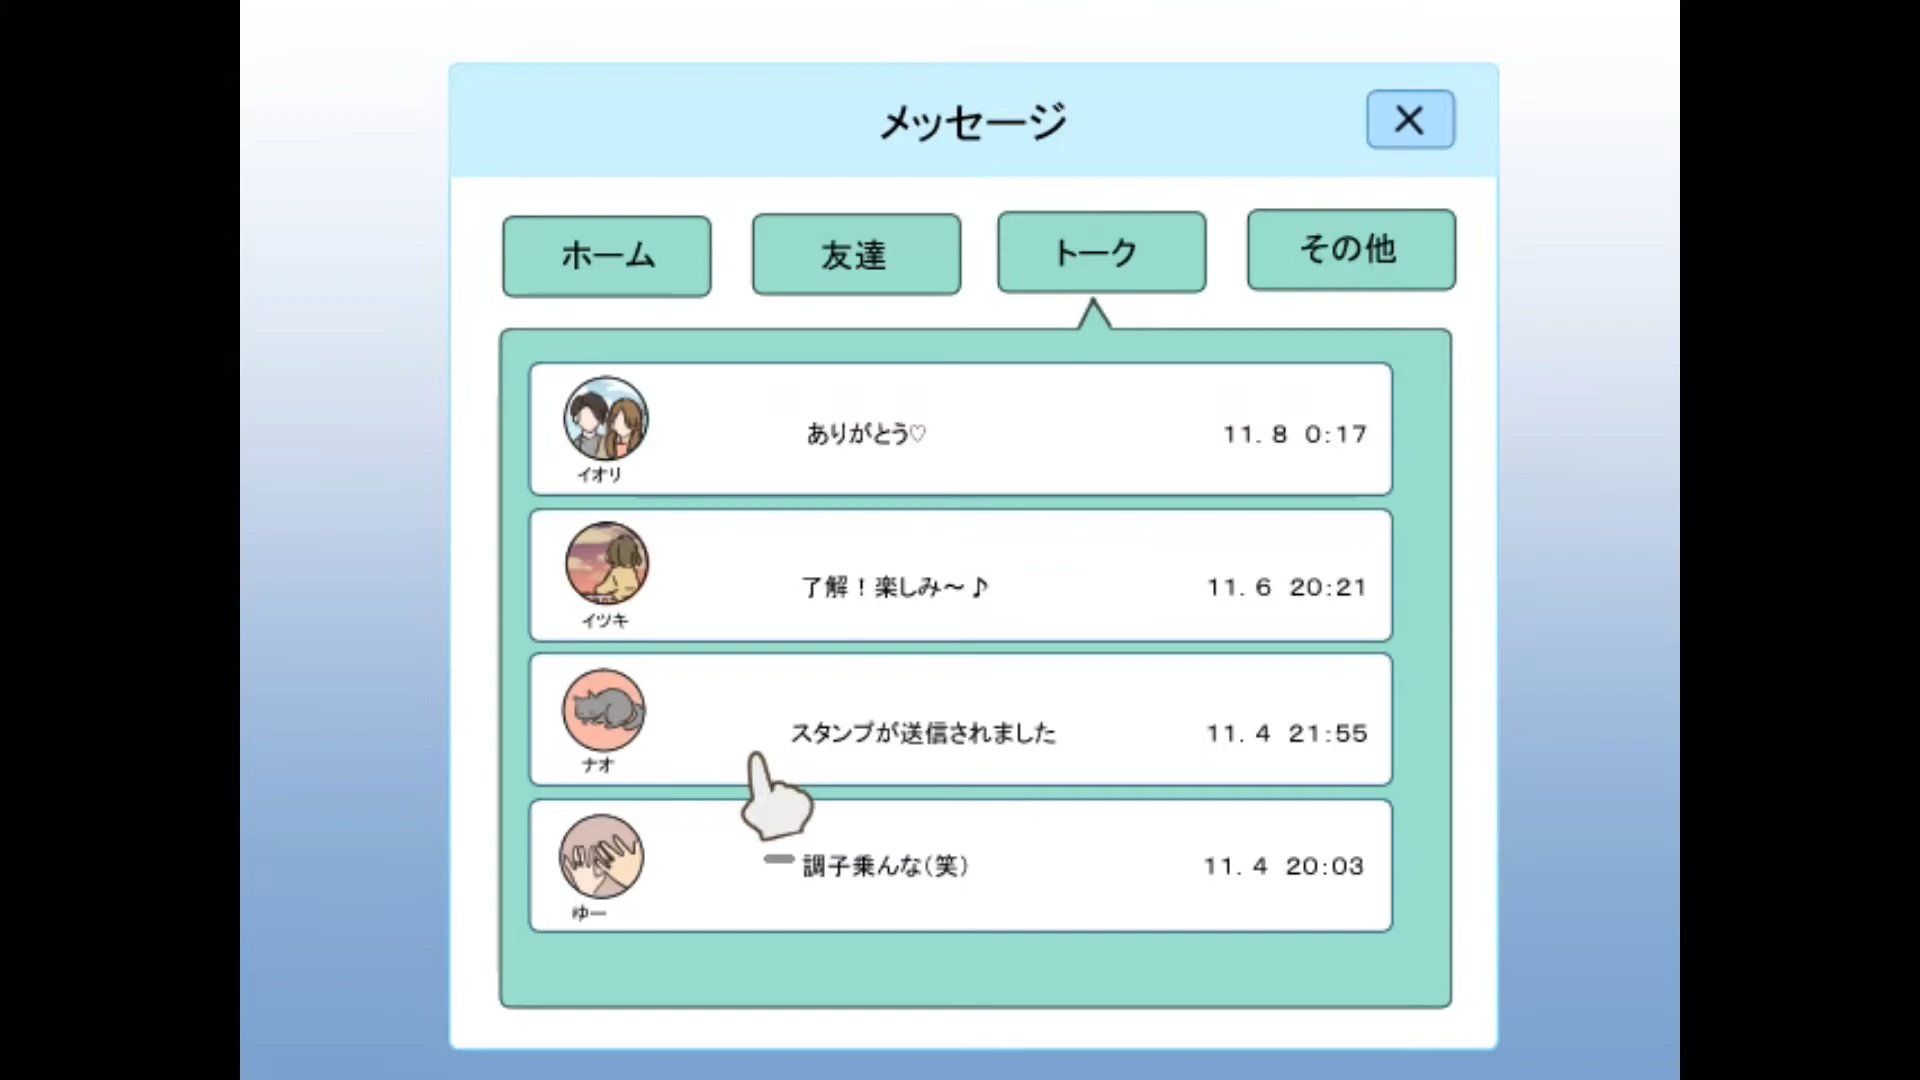 メッセージ
×
ホーム
友達
トーク
その他
ありがとう♡
11.8 0:17
イオリ
了解！楽しみ～♪
11.6 20:21
イツキ
スタンプが送信されました
11.4 21:55
ナオ
調子乗んな(笑)
11.4 20:03
ゆー